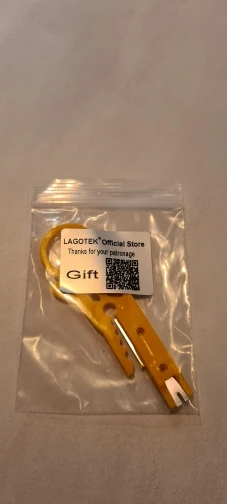 LAGOTEK® Official Store
Thanks for your patronage
Gift